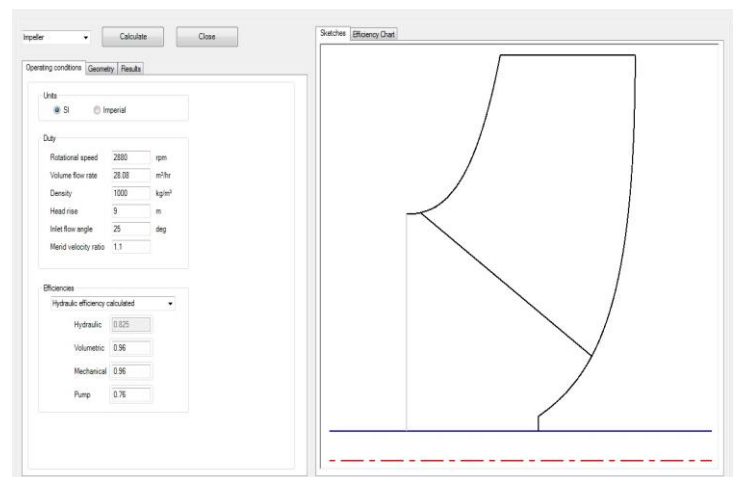 Impeller Calculate Close
Operating conditions Geometry Results
Units
SI Imperial
Duty
Rotational speed 2880 rpm
Volume flow rate 28.08 m³/hr
Density 1000 kg/m³
Head rise 9 m
Inlet flow angle 25 deg
Merid velocity ratio 1.1
Efficiencies
Hydraulic efficiency calculated
Hydraulic 0.825
Volumetric 0.96
Mechanical 0.96
Pump 0.76
Sketches Efficiency Chart